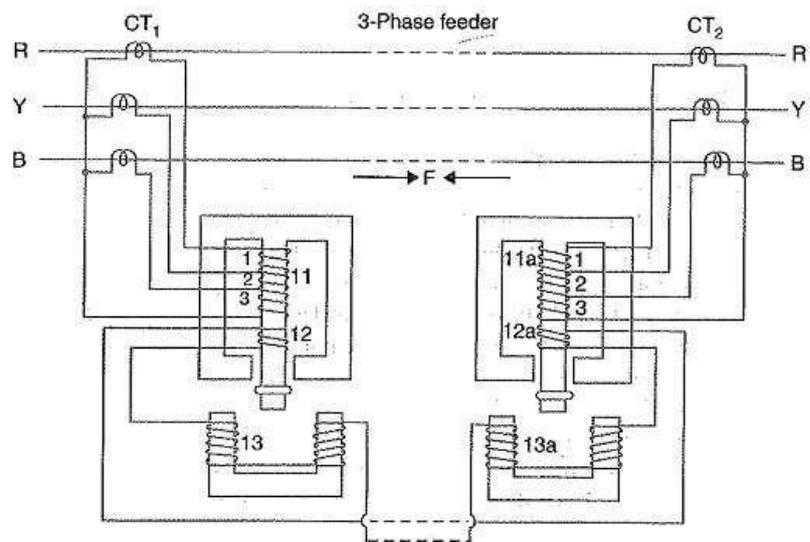 CT1 3-Phase feeder CT2
R R
Y Y
B B
F
1 11 11a 1
2 2
3 3
12 12a
13 13a